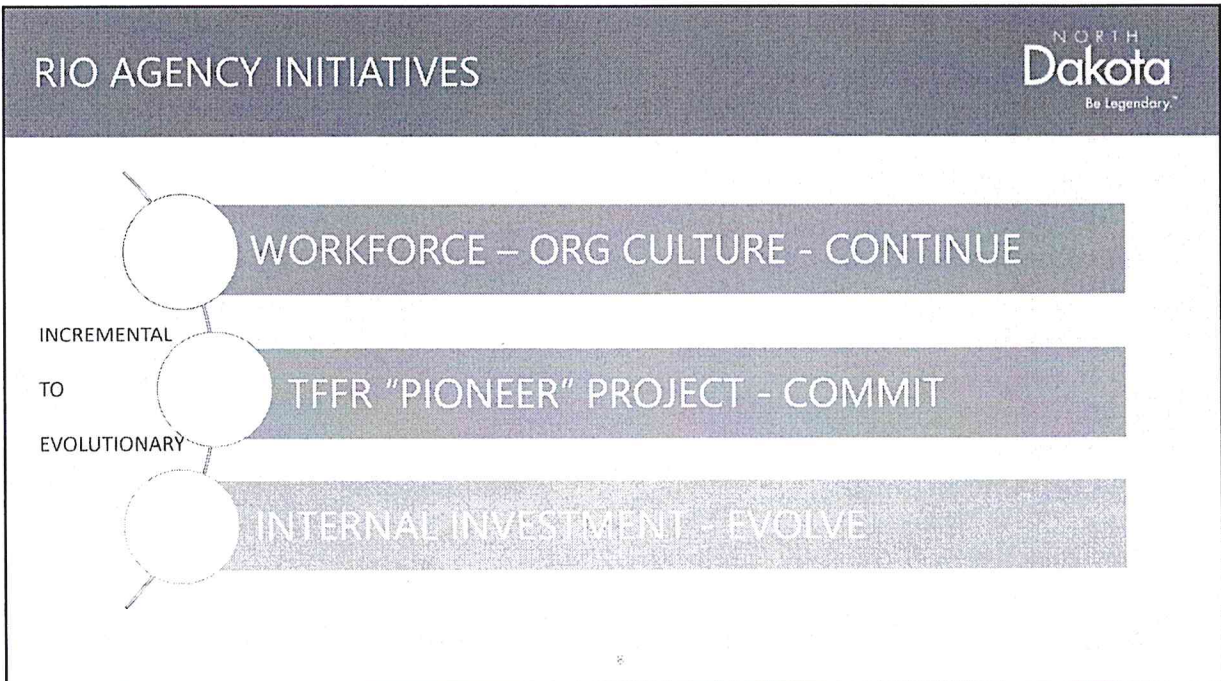 RIO AGENCY INITIATIVES
NORTH
Dakota
Be Legendary.™
WORKFORCE – ORG CULTURE - CONTINUE
INCREMENTAL
TO
EVOLUTIONARY
TFFR "PIONEER" PROJECT - COMMIT
INTERNAL INVESTMENT - EVOLVE